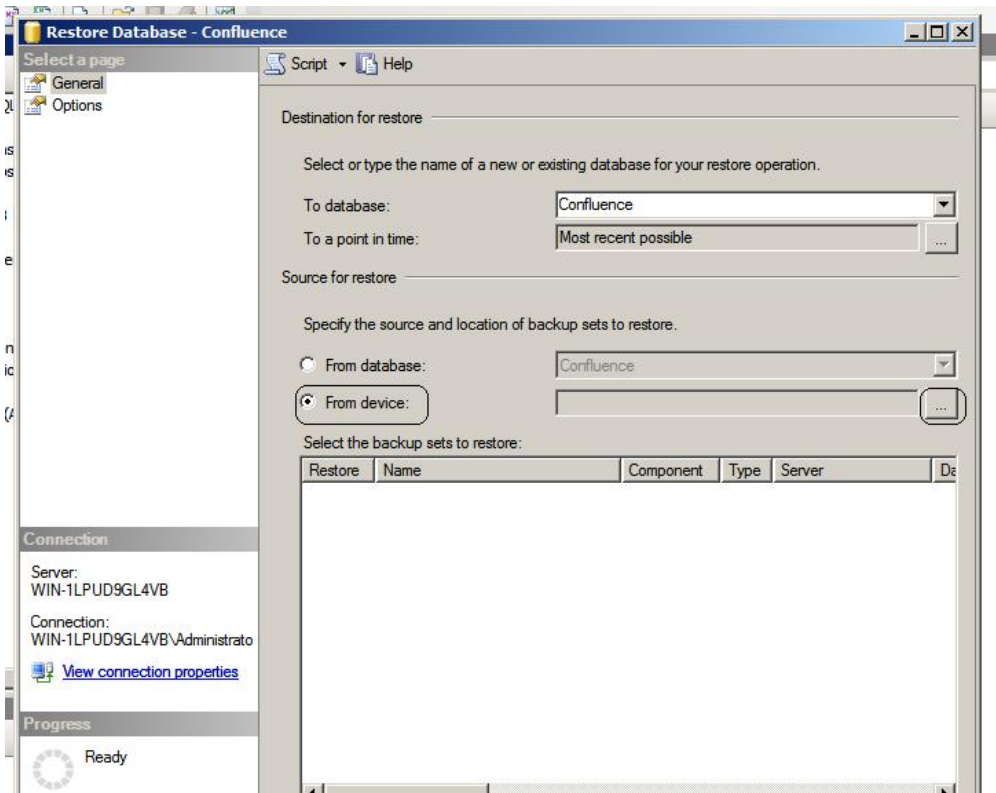 Restore Database - Confluence
Select a page
General
Options
Script
Help
Destination for restore
Select or type the name of a new or existing database for your restore operation.
To database:
Confluence
To a point in time:
Most recent possible
...
Source for restore
Specify the source and location of backup sets to restore.
From database:
Confluence
From device:
...
Select the backup sets to restore:
Restore Name Component Type Server
Connection
Server:
WIN-1LPUD9GL4VB
Connection:
WIN-1LPUD9GL4VB\Administrato
View connection properties
Progress
Ready